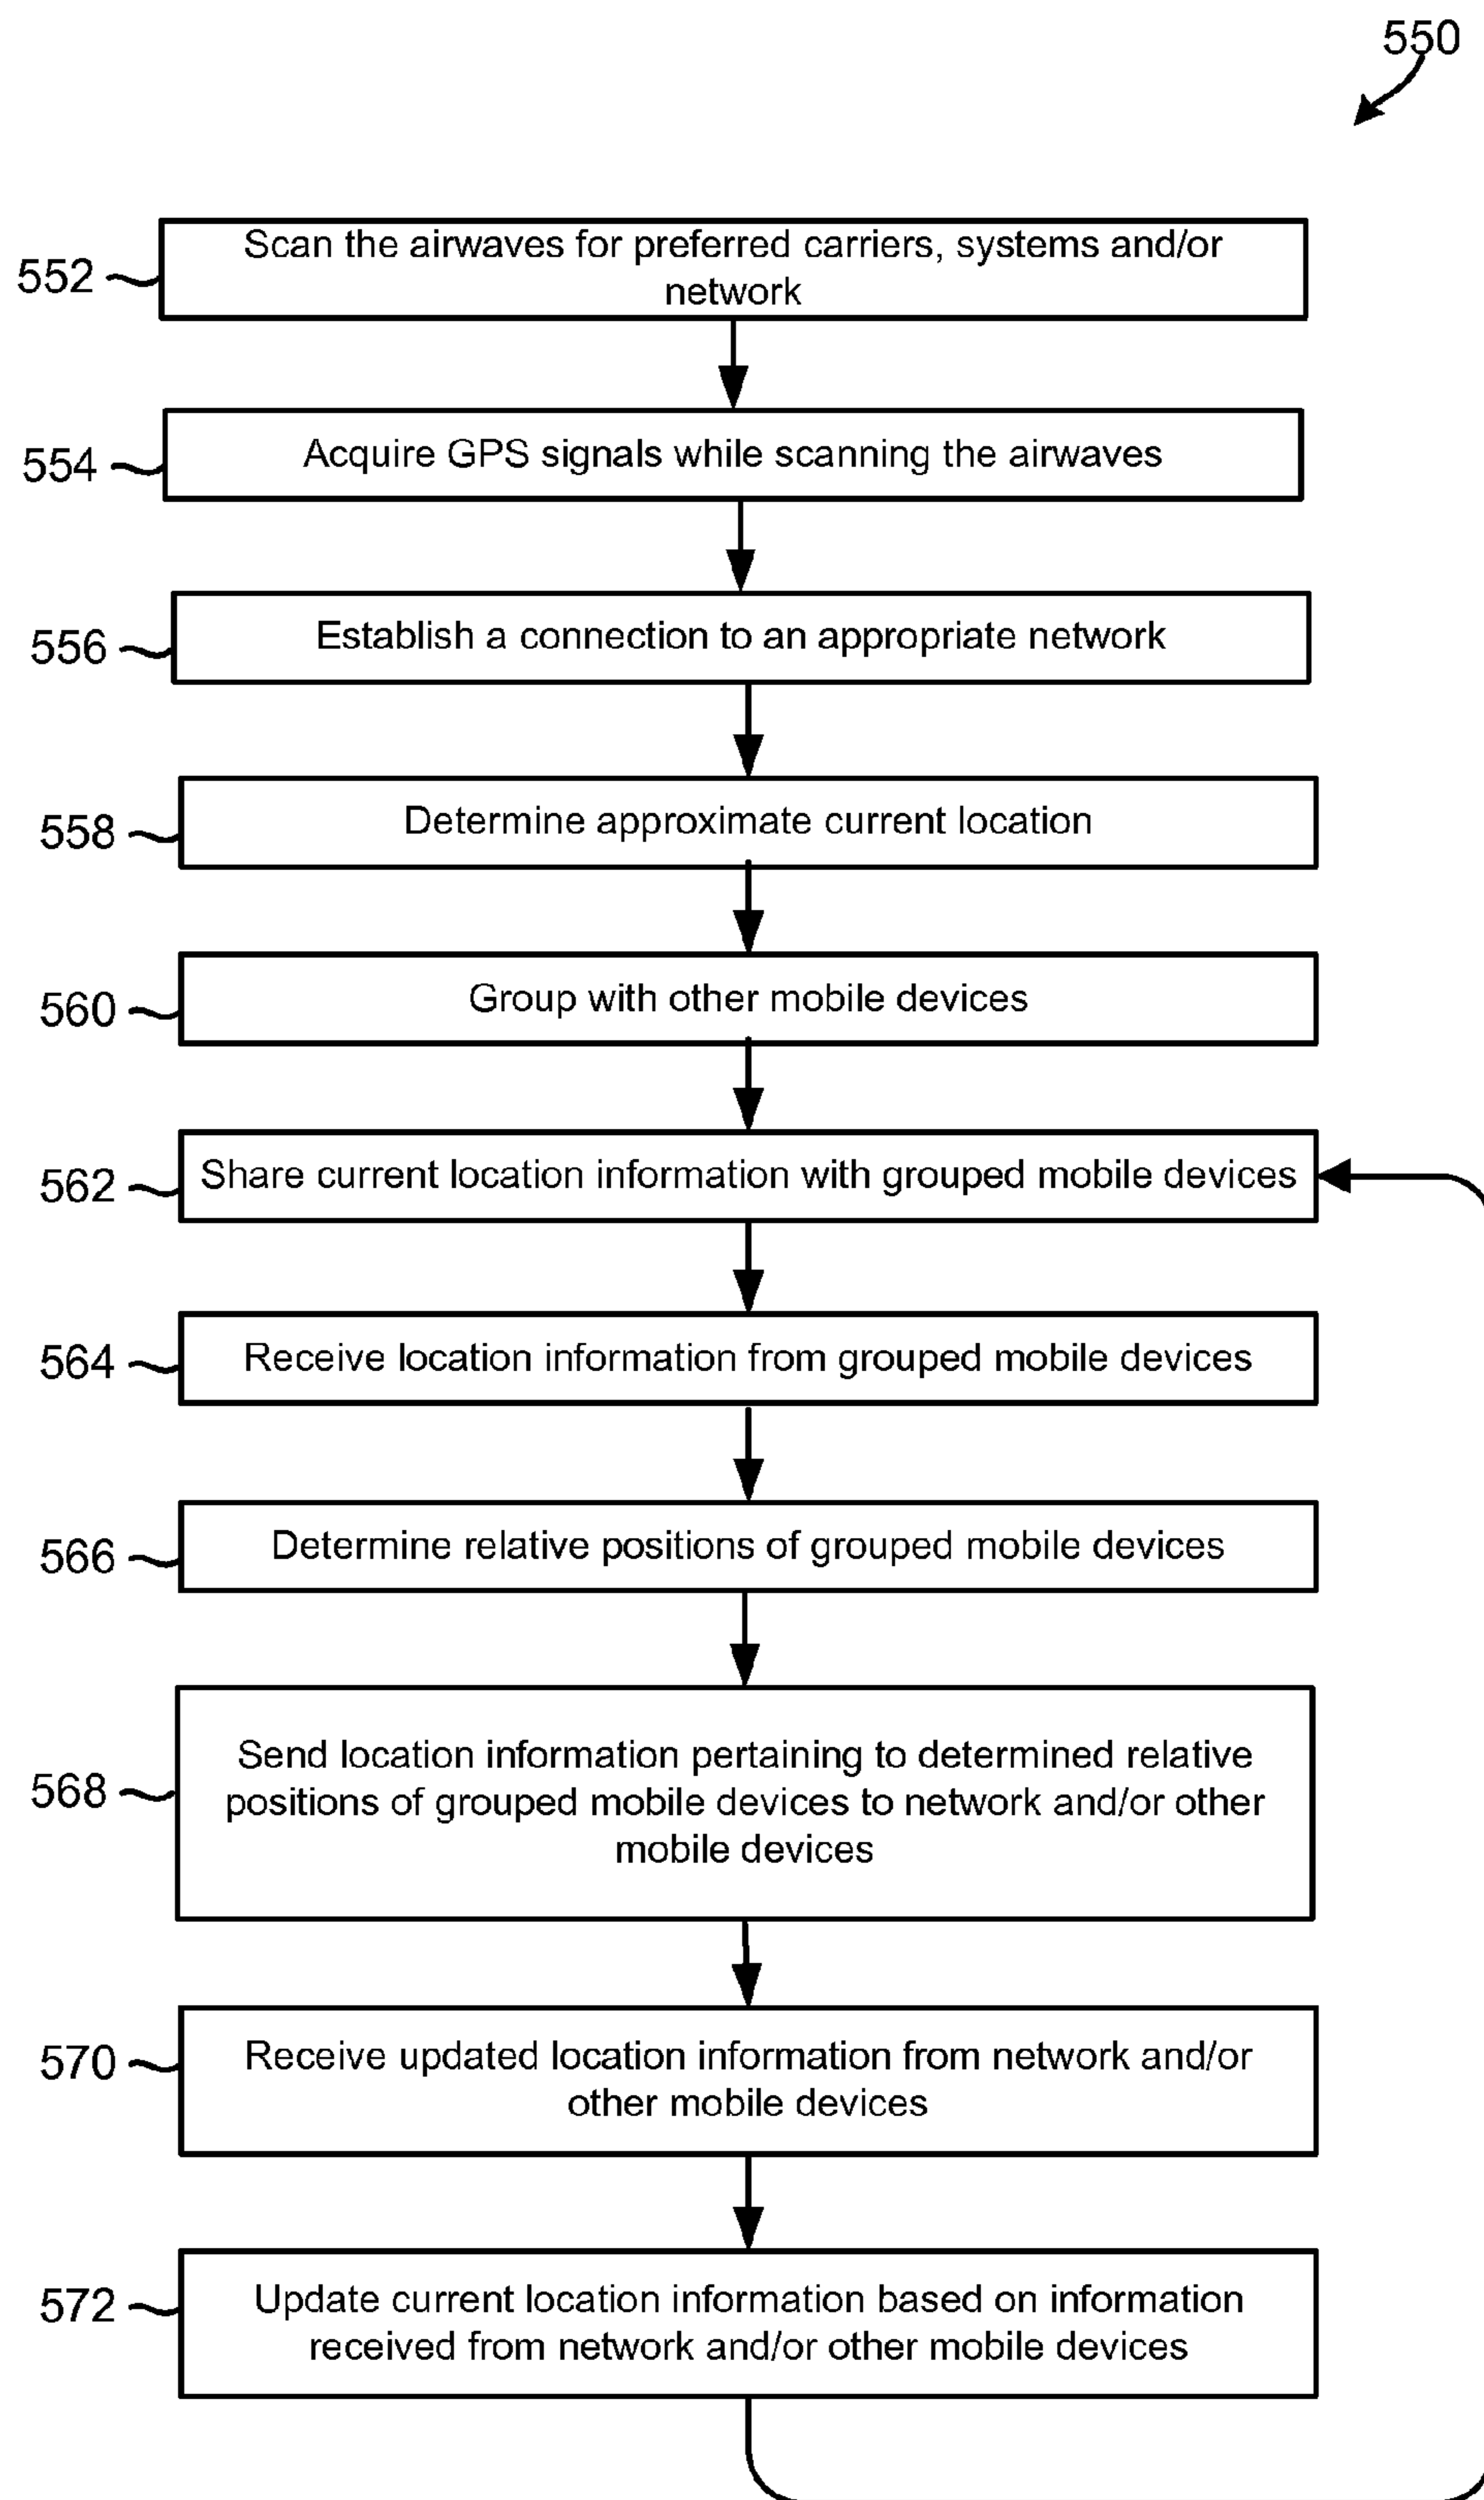 550
552
Scan the airwaves for preferred carriers, systems and/or
network
554
Acquire GPS signals while scanning the airwaves
556
Establish a connection to an appropriate network
558
Determine approximate current location
560
Group with other mobile devices
562
Share current location information with grouped mobile devices
564
Receive location information from grouped mobile devices
566
Determine relative positions of grouped mobile devices
568
Send location information pertaining to determined relative
positions of grouped mobile devices to network and/or other
mobile devices
570
Receive updated location information from network and/or
other mobile devices
572
Update current location information based on information
received from network and/or other mobile devices